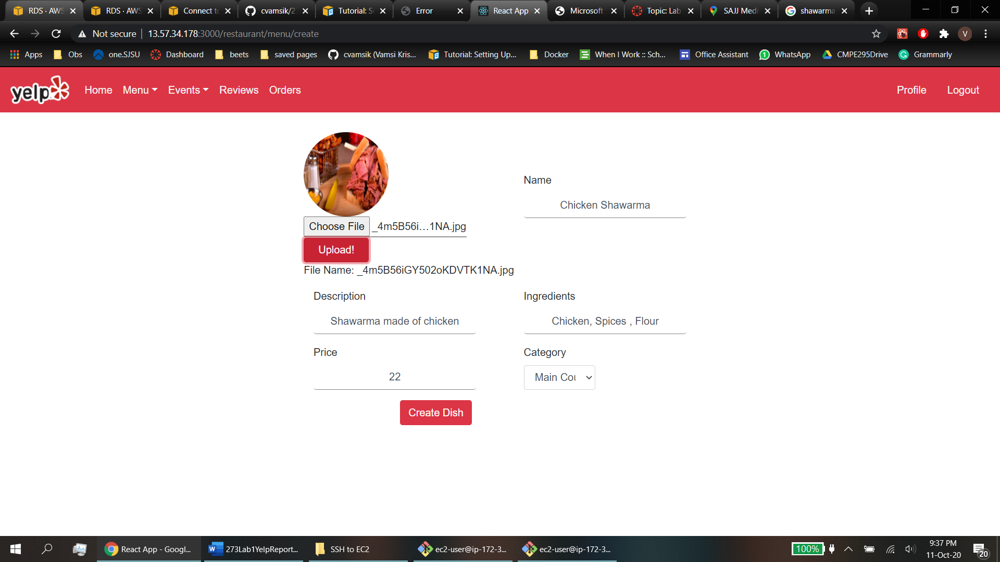 RDS · AWS
RDS · AWS
Connect to
cvamsik/2
Tutorial: Se
Error
React App
Microsoft
Topic: Lab
SAJJ Medi
shawarma
Not secure
13.57.34.178:3000/restaurant/menu/create
V
Apps
Obs
one.SJSU
Dashboard
beets
saved pages
cvamsik (Vamsi Kris...
Tutorial: Setting Up...
Docker
When I Work :: Sch...
Office Assistant
1
WhatsApp
CMPE295Drive
Grammarly
yelp
Home
Menu
Events
Reviews
Orders
Profile
Logout
Name
Chicken Shawarma
Choose File
_4m5B56i…1NA.jpg
Upload!
File Name: _4m5B56iGY502oKDVTK1NA.jpg
Description
Ingredients
Shawarma made of chicken
Chicken, Spices , Flour
Price
Category
22
Main Cou
Create Dish
React App - Googl...
273Lab1YelpReport...
SSH to EC2
ec2-user@ip-172-3...
ec2-user@ip-172-3...
100%
9:37 PM
11-Oct-20
20